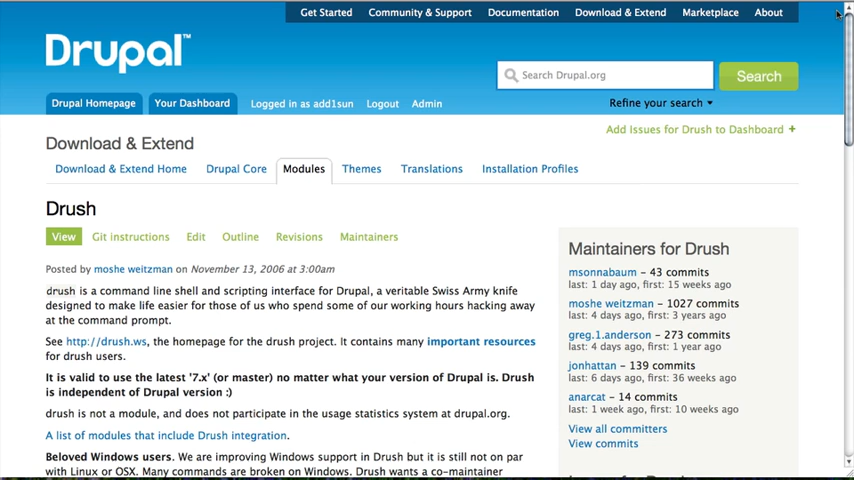 Get Started Community & Support Documentation Download & Extend Marketplace About
Drupal™
Search Drupal.org
Search
Drupal Homepage Your Dashboard Logged in as add1sun Logout Admin
Refine your search
Add Issues for Drush to Dashboard +
Download & Extend
Download & Extend Home Drupal Core Modules Themes Translations Installation Profiles
Drush
View Git instructions Edit Outline Revisions Maintainers
Posted by moshe weitzman on November 13, 2006 at 3:00am
drush is a command line shell and scripting interface for Drupal, a veritable Swiss Army knife
designed to make life easier for those of us who spend some of our working hours hacking away
at the command prompt.
See http://drush.ws, the homepage for the drush project. It contains many important resources
for drush users.
It is valid to use the latest '7.x' (or master) no matter what your version of Drupal is. Drush
is independent of Drupal version :)
drush is not a module, and does not participate in the usage statistics system at drupal.org.
A list of modules that include Drush integration.
Beloved Windows users. We are improving Windows support in Drush but it is still not on par
with Linux or OSX. Many commands are broken on Windows. Drush wants a co-maintainer
Maintainers for Drush
msonnabaum – 43 commits
last: 1 day ago, first: 15 weeks ago
moshe weitzman – 1027 commits
last: 4 days ago, first: 3 years ago
greg.1.anderson – 273 commits
last: 4 days ago, first: 1 year ago
jonhattan – 139 commits
last: 6 days ago, first: 36 weeks ago
anarcat – 14 commits
last: 1 week ago, first: 10 weeks ago
View all committers
View commits